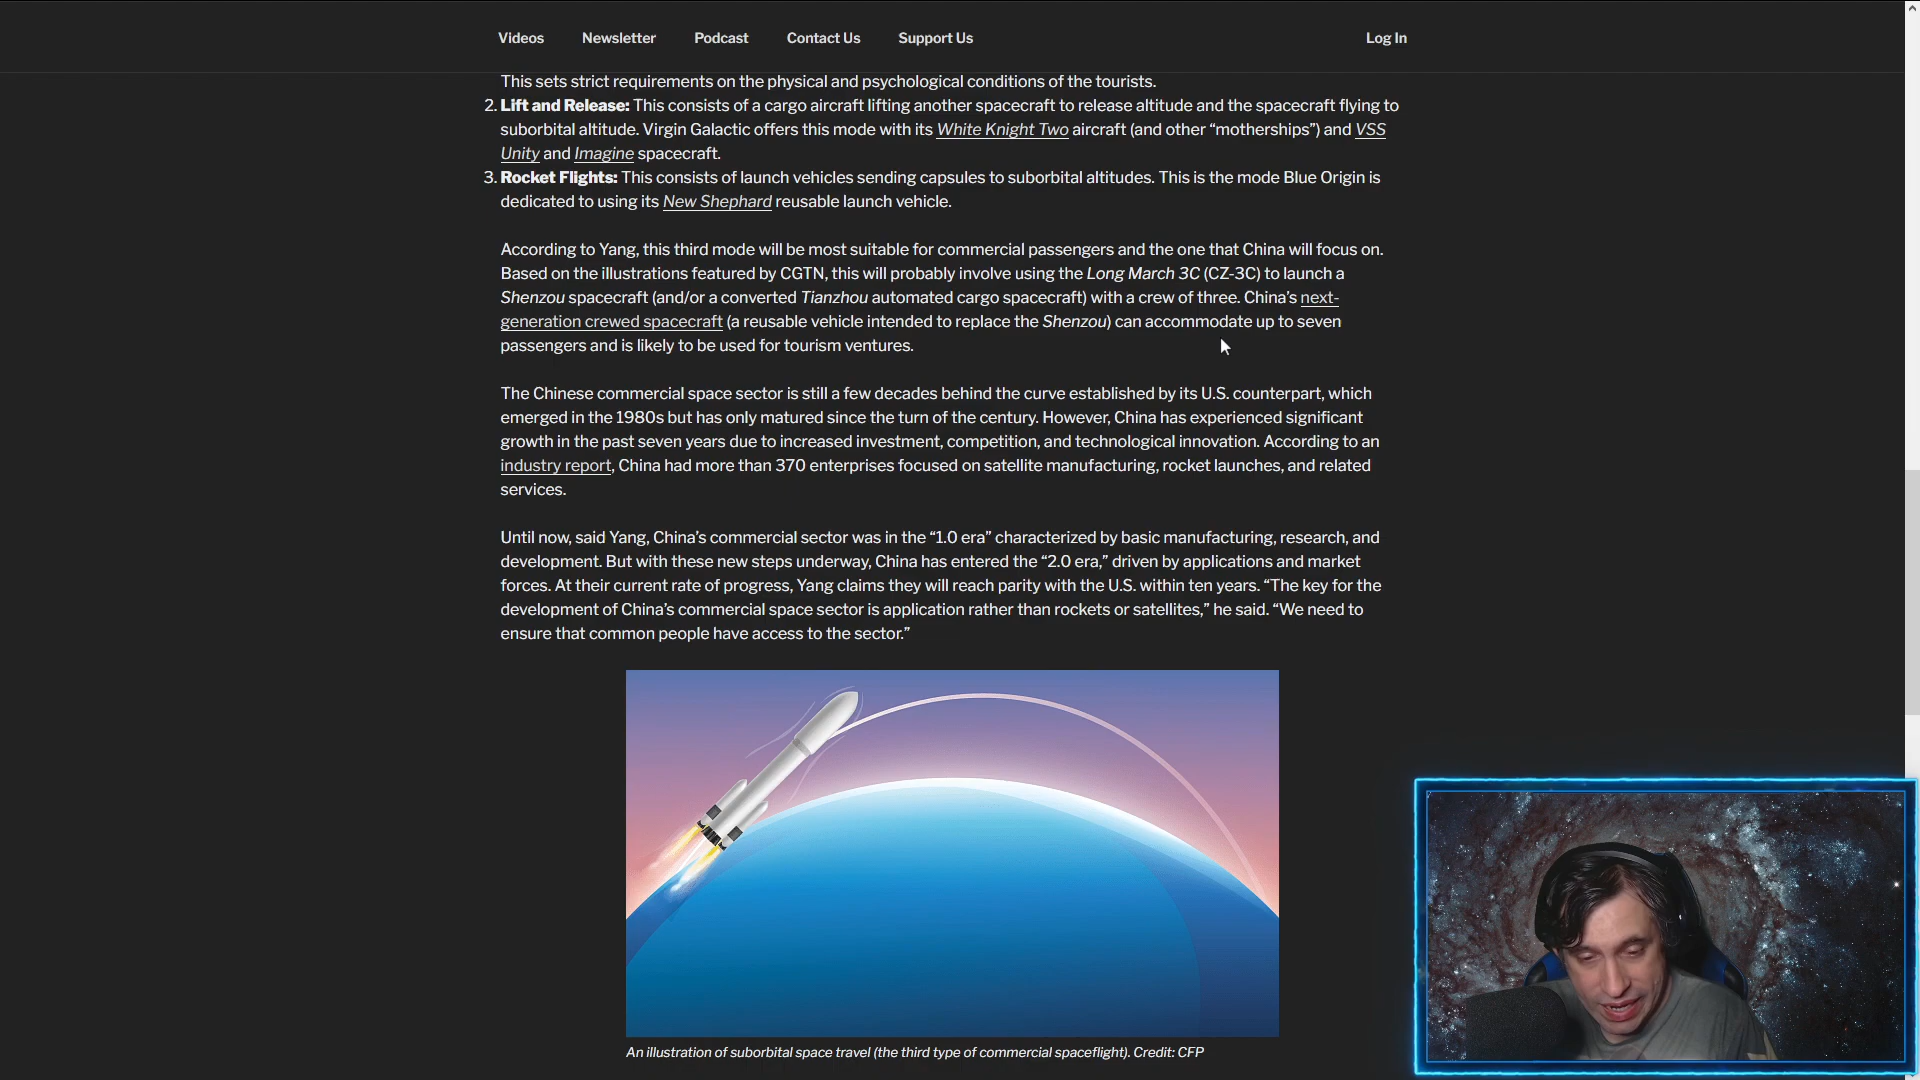 Videos
Newsletter
Podcast
Contact Us
Support Us
Log In
This sets strict requirements on the physical and psychological conditions of the tourists.
2. Lift and Release: This consists of a cargo aircraft lifting another spacecraft to release altitude and the spacecraft flying to
suborbital altitude. Virgin Galactic offers this mode with its White Knight Two aircraft (and other “motherships”) and VSS
Unity and Imagine spacecraft.
3. Rocket Flights: This consists of launch vehicles sending capsules to suborbital altitudes. This is the mode Blue Origin is
dedicated to using its New Shephard reusable launch vehicle.
According to Yang, this third mode will be most suitable for commercial passengers and the one that China will focus on.
Based on the illustrations featured by CGTN, this will probably involve using the Long March 3C (CZ-3C) to launch a
Shenzou spacecraft (and/or a converted Tianzhou automated cargo spacecraft) with a crew of three. China’s next-
generation crewed spacecraft (a reusable vehicle intended to replace the Shenzou) can accommodate up to seven
passengers and is likely to be used for tourism ventures.
The Chinese commercial space sector is still a few decades behind the curve established by its U.S. counterpart, which
emerged in the 1980s but has only matured since the turn of the century. However, China has experienced significant
growth in the past seven years due to increased investment, competition, and technological innovation. According to an
industry report, China had more than 370 enterprises focused on satellite manufacturing, rocket launches, and related
services.
Until now, said Yang, China’s commercial sector was in the “1.0 era” characterized by basic manufacturing, research, and
development. But with these new steps underway, China has entered the “2.0 era,” driven by applications and market
forces. At their current rate of progress, Yang claims they will reach parity with the U.S. within ten years. “The key for the
development of China’s commercial space sector is application rather than rockets or satellites,” he said. “We need to
ensure that common people have access to the sector.”
An illustration of suborbital space travel (the third type of commercial spaceflight). Credit: CFP